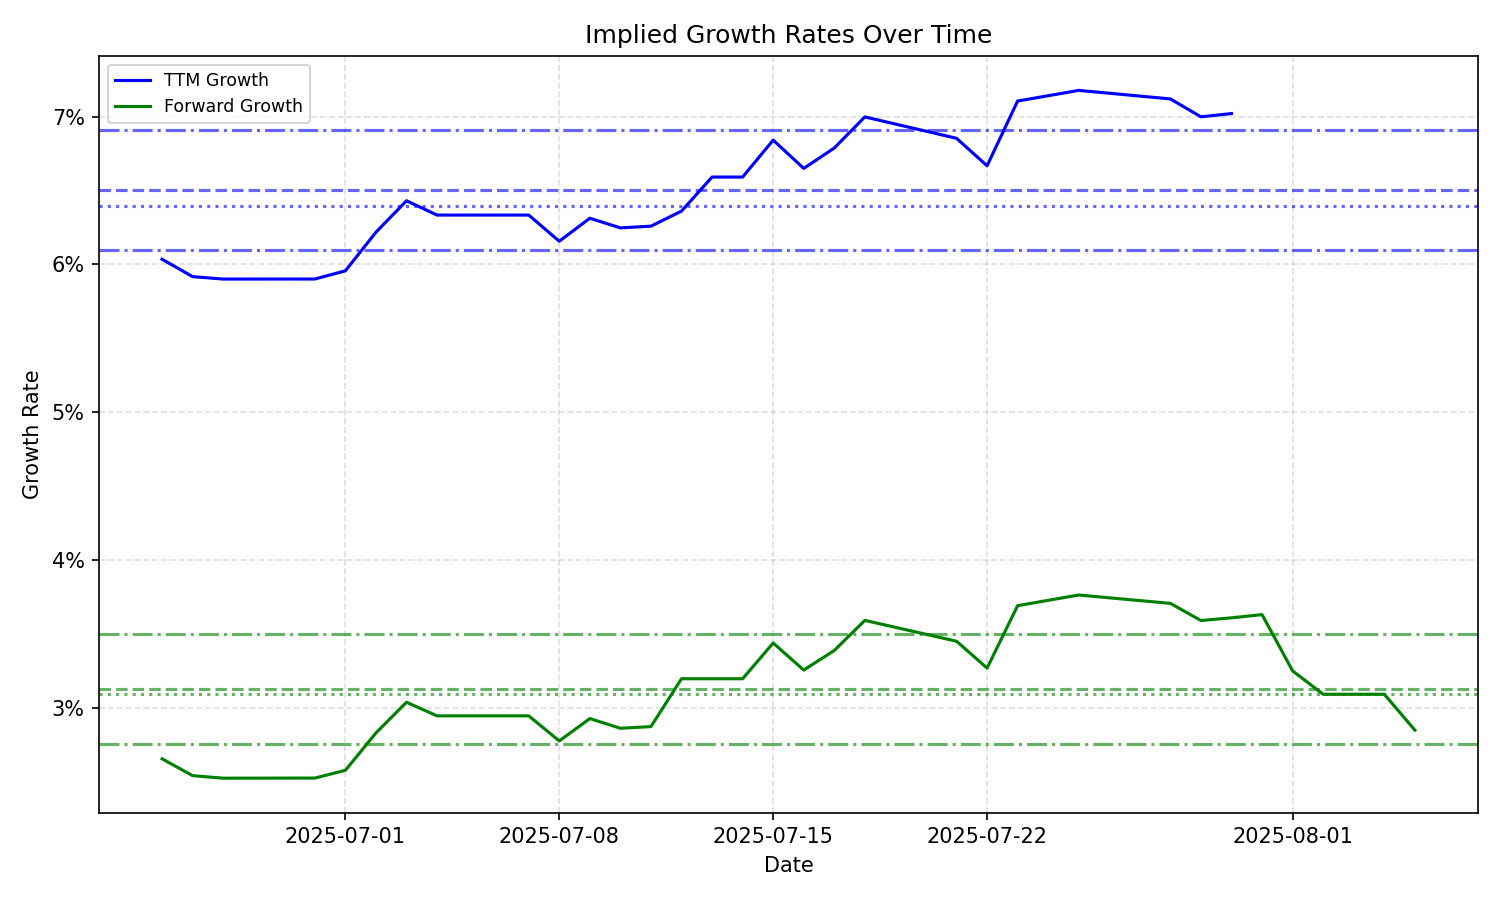 Implied Growth Rates Over Time
TTM Growth
Forward Growth
7%
6%
5%
4%
3%
Growth Rate
2025-07-01
2025-07-08
2025-07-15
2025-07-22
2025-08-01
Date